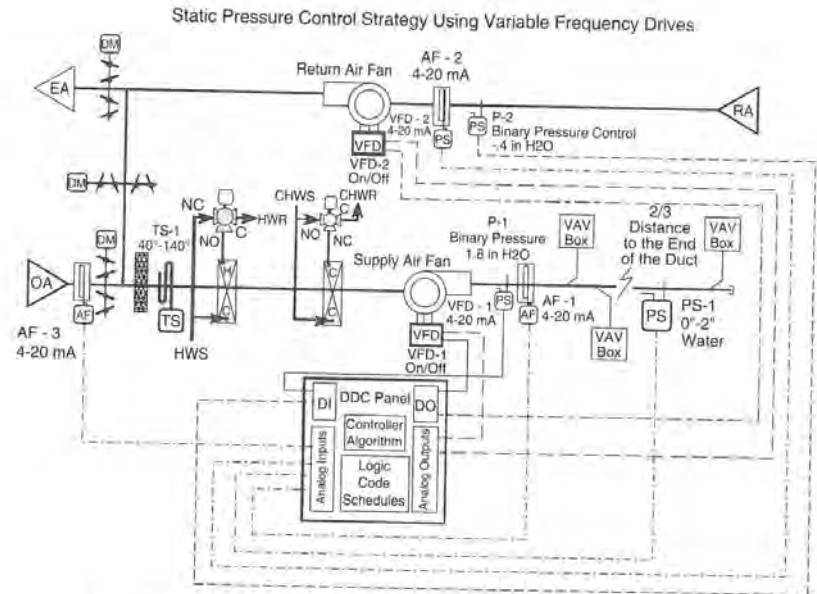 Static Pressure Control Strategy Using Variable Frequency Drives
DM
EA
Return Air Fan
AF - 2
4-20 mA
VFD - 2
4-20 mA
PS
PS
P-2
Binary Pressure Control
-.4 in H2O
RA
VFD
VFD-2
On/Off
DM
NC
C
HWR
NO
CHWS
CHWR
C
NO
NC
TS-1
40°-140°
DM
OA
AF
AF - 3
4-20 mA
TS
HWS
H
C
C
C
Supply Air Fan
P-1
Binary Pressure
1.8 in H2O
VFD - 1
4-20 mA
PS
AF
AF -1
4-20 mA
VFD
VFD-1
On/Off
VAV
Box
VAV
Box
2/3
Distance
to the End
of the Duct
VAV
Box
PS
PS-1
0"-2"
Water
DI
DDC Panel
DO
Controller
Algorithm
Analog Inputs
Logic
Code
Schedules
Analog Outputs